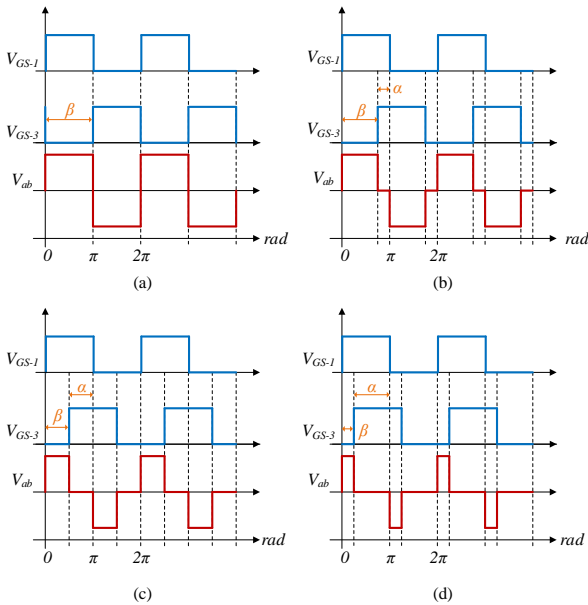 V_GS-1
β
V_GS-3
V_ab
rad
0 π 2π
(a)
V_GS-1
α
β
V_GS-3
V_ab
rad
0 π 2π
(b)
V_GS-1
α
β
V_GS-3
V_ab
rad
0 π 2π
(c)
V_GS-1
α
V_GS-3
β
V_ab
rad
0 π 2π
(d)